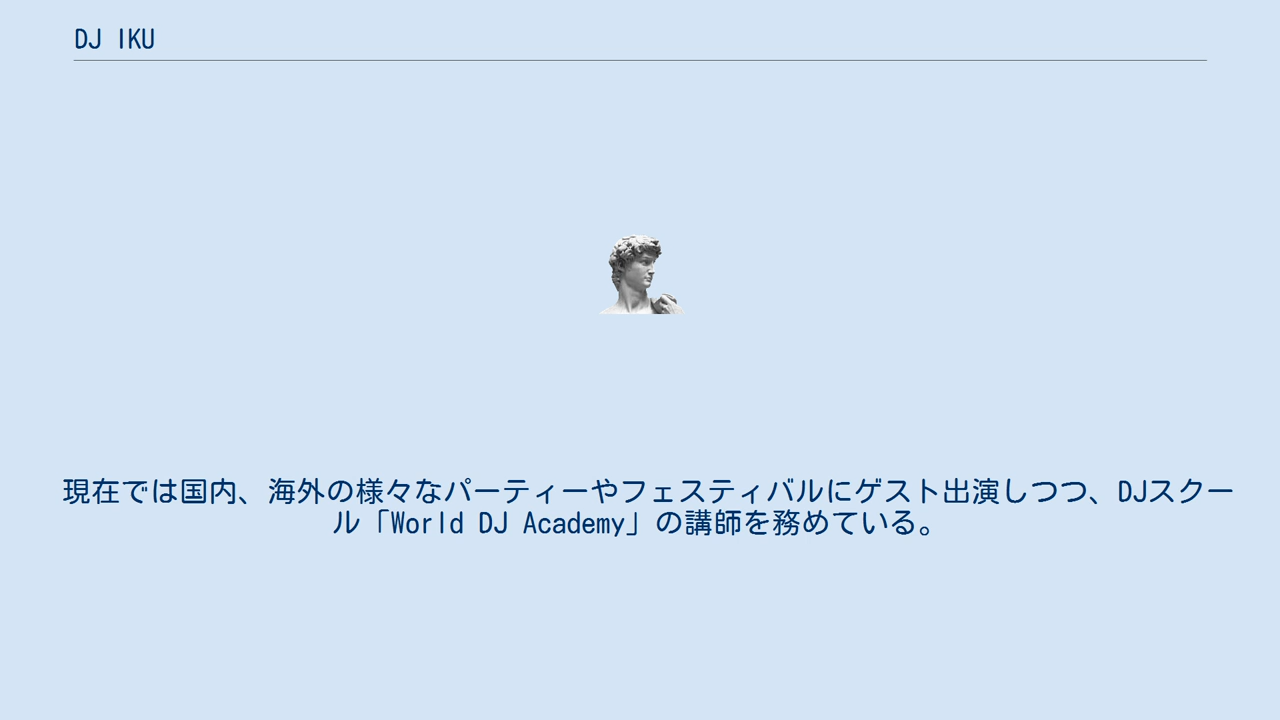 DJ IKU
現在では国内、海外の様々なパーティーやフェスティバルにゲスト出演しつつ、DJスクー
ル「World DJ Academy」の講師を務めている。